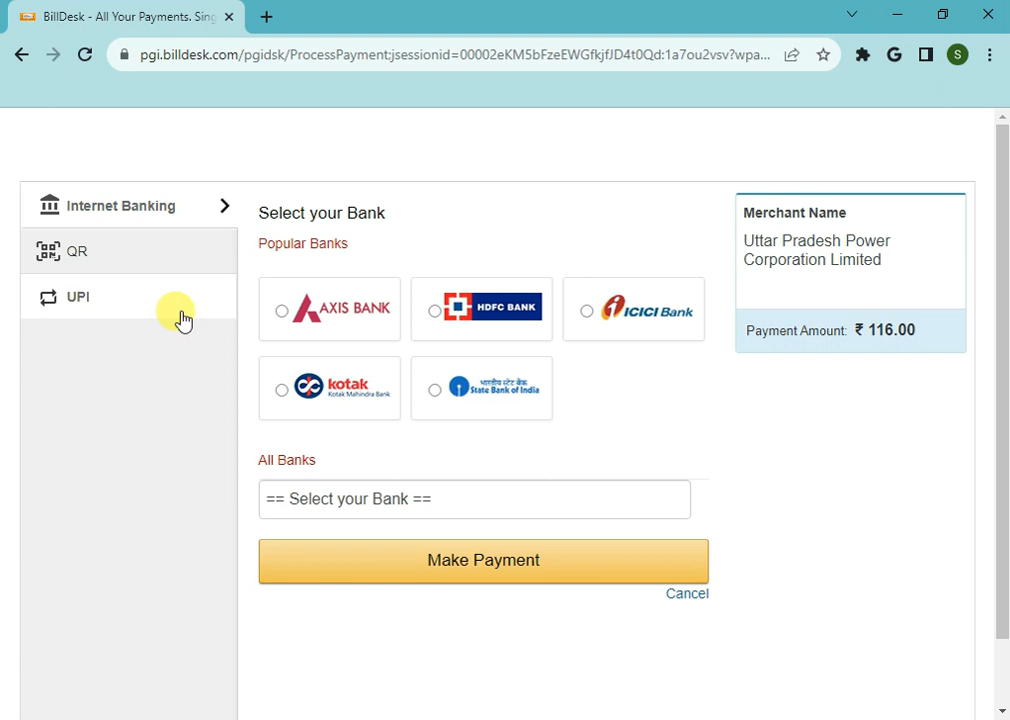 BillDesk - All Your Payments. Sing
pgi.billdesk.com/pgidsk/ProcessPayment;jsessionid=00002eKM5bFzeEWGfkjfJD4t0Qd:1a7ou2vsv?wpa...
S
Internet Banking
QR
UPI
Select your Bank
Popular Banks
AXIS BANK
HDFC BANK
ICICI Bank
kotak
Kotak Mahindra Bank
भारतीय स्टेट बैंक
State Bank of India
All Banks
== Select your Bank ==
Make Payment
Cancel
Merchant Name
Uttar Pradesh Power
Corporation Limited
Payment Amount: ₹ 116.00